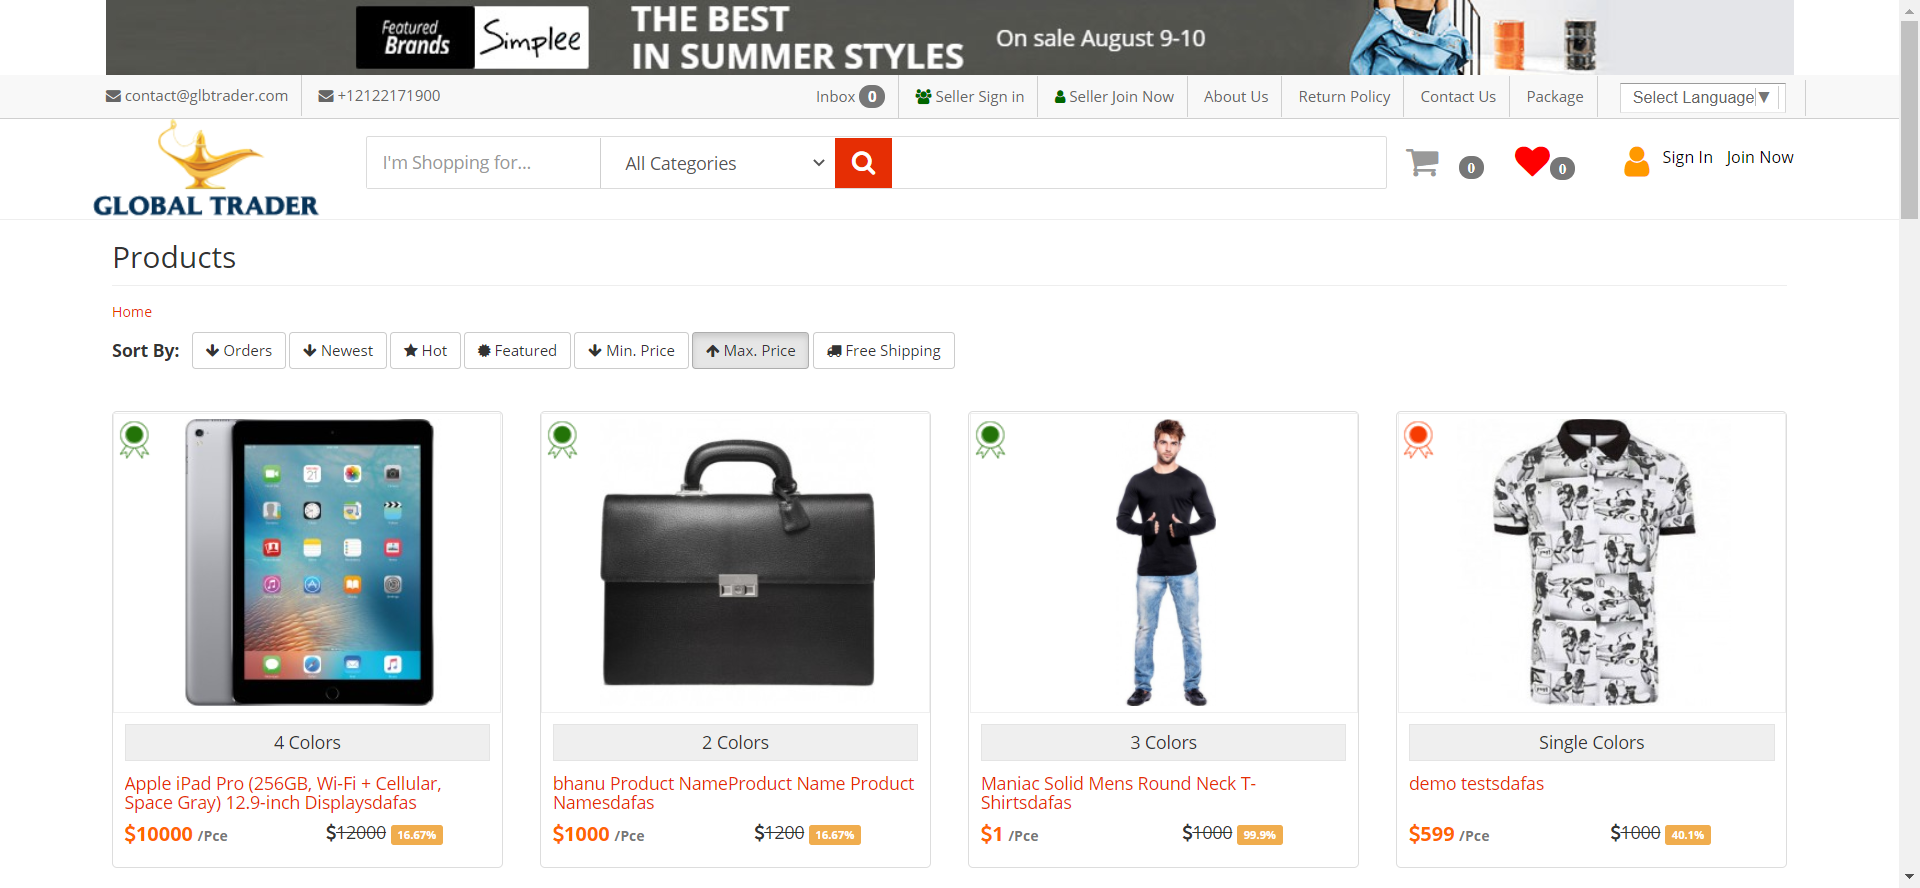 Featured Brands
Simplee
THE BEST
IN SUMMER STYLES
On sale August 9-10
contact@glbtrader.com
+12122171900
Inbox 0
Seller Sign in
Seller Join Now
About Us
Return Policy
Contact Us
Package
Select Language▼
GLOBAL TRADER
I'm Shopping for...
All Categories
0
0
Sign In
Join Now
Products
Home
Sort By:
Orders
Newest
Hot
Featured
Min. Price
Max. Price
Free Shipping
4 Colors
Apple iPad Pro (256GB, Wi-Fi + Cellular,
Space Gray) 12.9-inch Displaysdafas
$10000 /Pce $12000 16.67%
2 Colors
bhanu Product NameProduct Name Product
Namesdafas
$1000 /Pce $1200 16.67%
3 Colors
Maniac Solid Mens Round Neck T-
Shirtsdafas
$1 /Pce $1000 99.9%
Single Colors
demo testsdafas
$599 /Pce $1000 40.1%